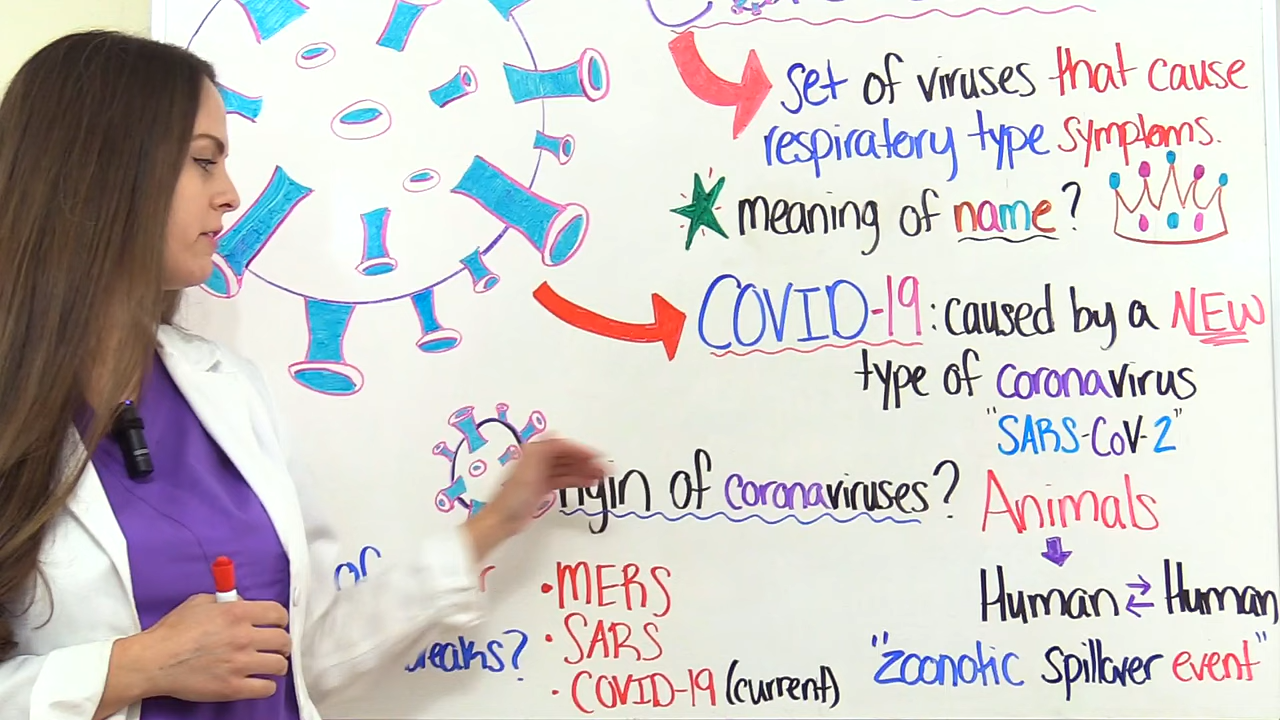 set of viruses that cause
respiratory type symptoms.
meaning of name?
COVID-19: caused by a NEW
type of coronavirus
"SARS-CoV-2"
of coronaviruses?
Animals
Human ⇄ Human
"zoonotic spillover event"
• MERS
• SARS
• COVID-19 (current)